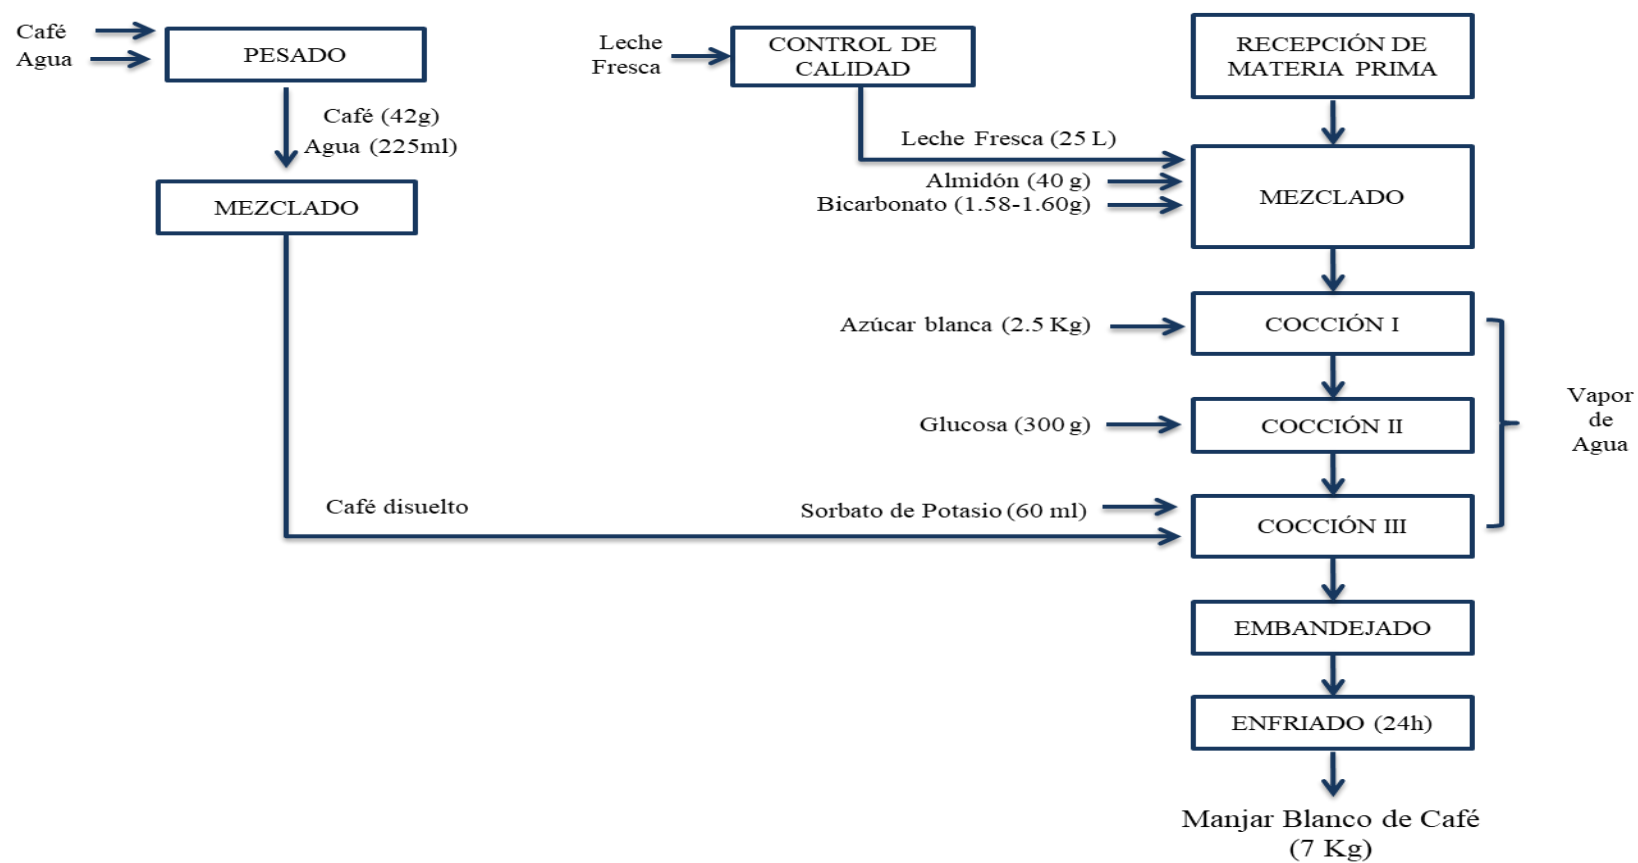 Café
Agua
PESADO
Café (42g)
Agua (225ml)
MEZCLADO
Café disuelto
Leche
Fresca
CONTROL DE
CALIDAD
Leche Fresca (25 L)
Almidón (40 g)
Bicarbonato (1.58-1.60g)
RECEPCIÓN DE
MATERIA PRIMA
MEZCLADO
Azúcar blanca (2.5 Kg)
COCCIÓN I
Glucosa (300 g)
COCCIÓN II
Sorbato de Potasio (60 ml)
COCCIÓN III
Vapor
de
Agua
EMBANDEJADO
ENFRIADO (24h)
Manjar Blanco de Café
(7 Kg)